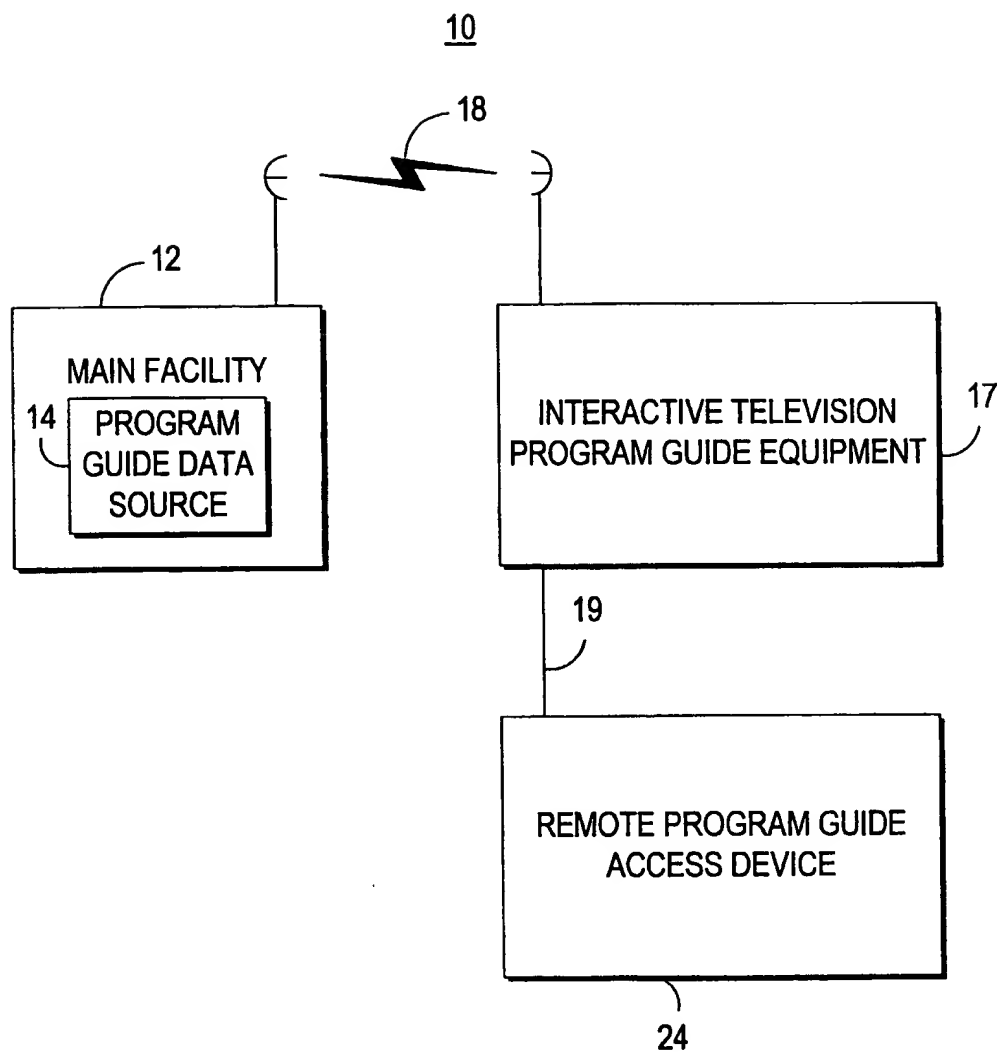 10
18
12
MAIN FACILITY
14
PROGRAM
GUIDE DATA
SOURCE
INTERACTIVE TELEVISION
PROGRAM GUIDE EQUIPMENT
17
19
REMOTE PROGRAM GUIDE
ACCESS DEVICE
24